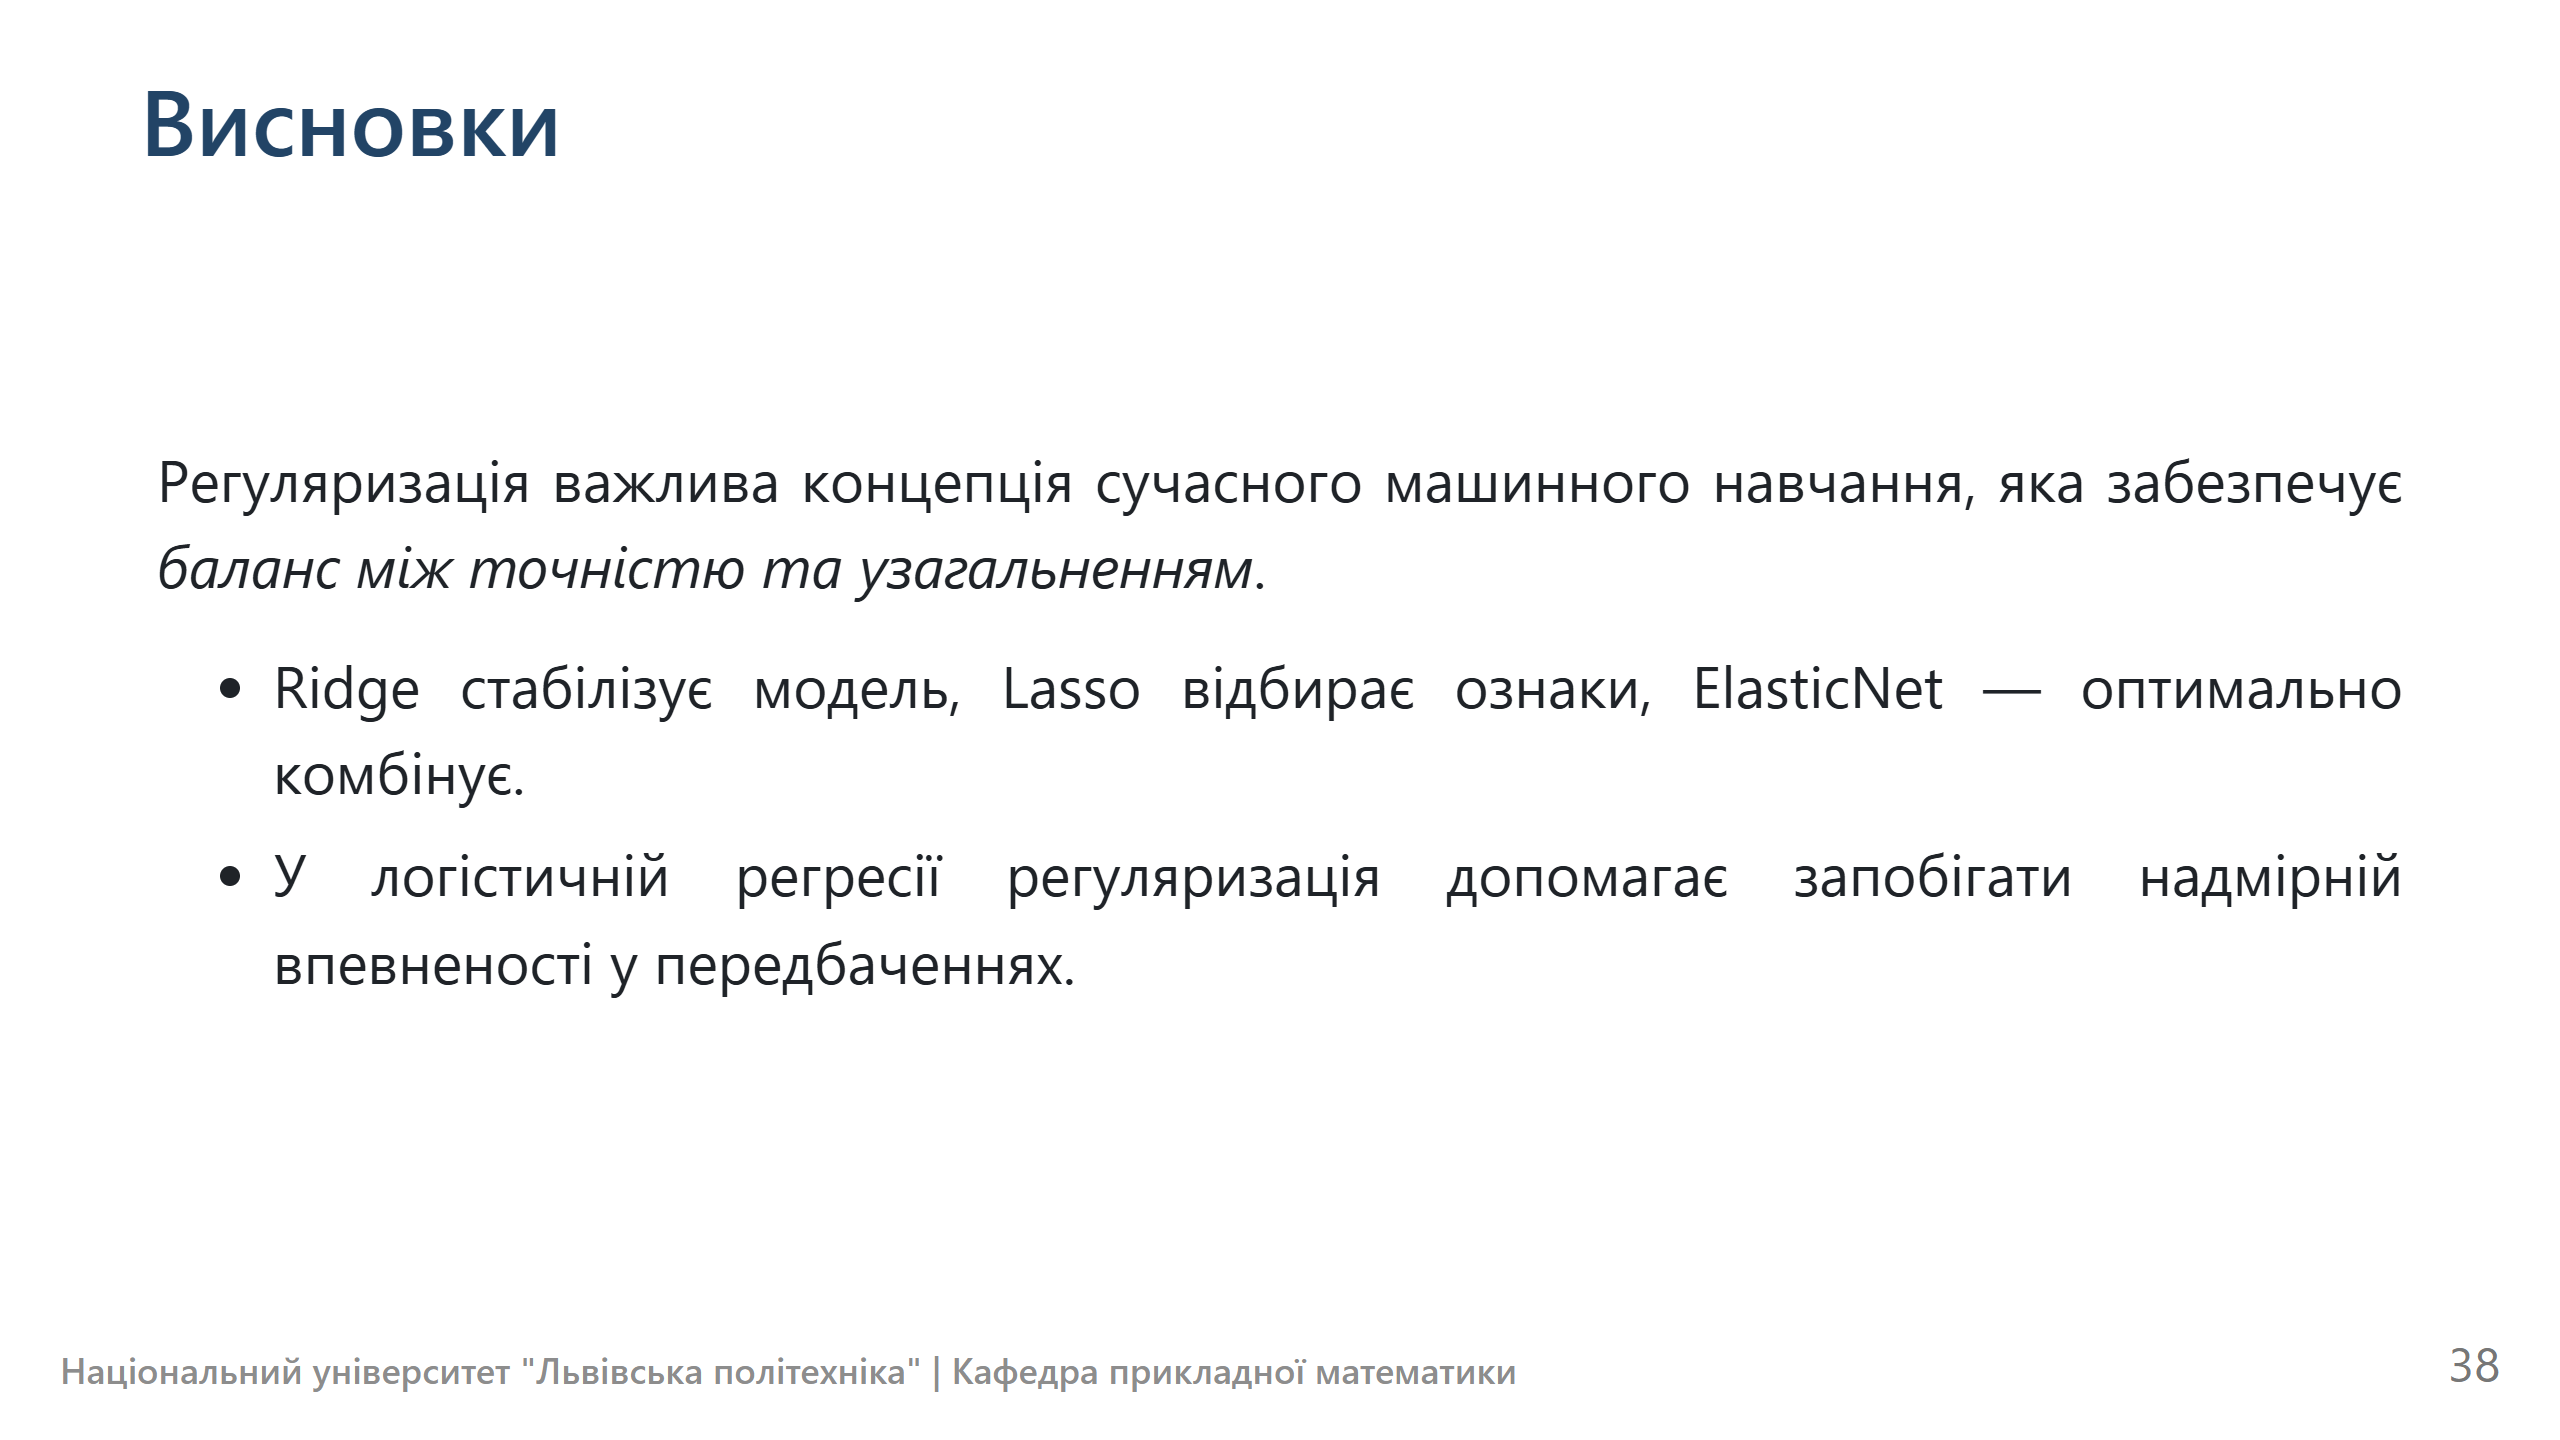 Висновки
Регуляризація важлива концепція сучасного машинного навчання, яка забезпечує
баланс між точністю та узагальненням.
• Ridge стабілізує модель, Lasso відбирає ознаки, ElasticNet — оптимально
комбінує.
• У логістичній регресії регуляризація допомагає запобігати надмірній
впевненості у передбаченнях.
Національний університет "Львівська політехніка" | Кафедра прикладної математики
38